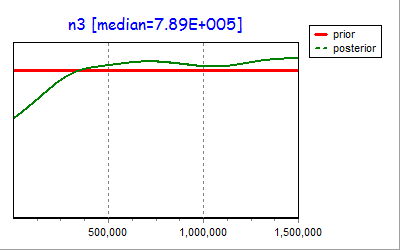 n3 [median=7.89E+005]
prior
posterior
500,000
1,000,000
1,500,000